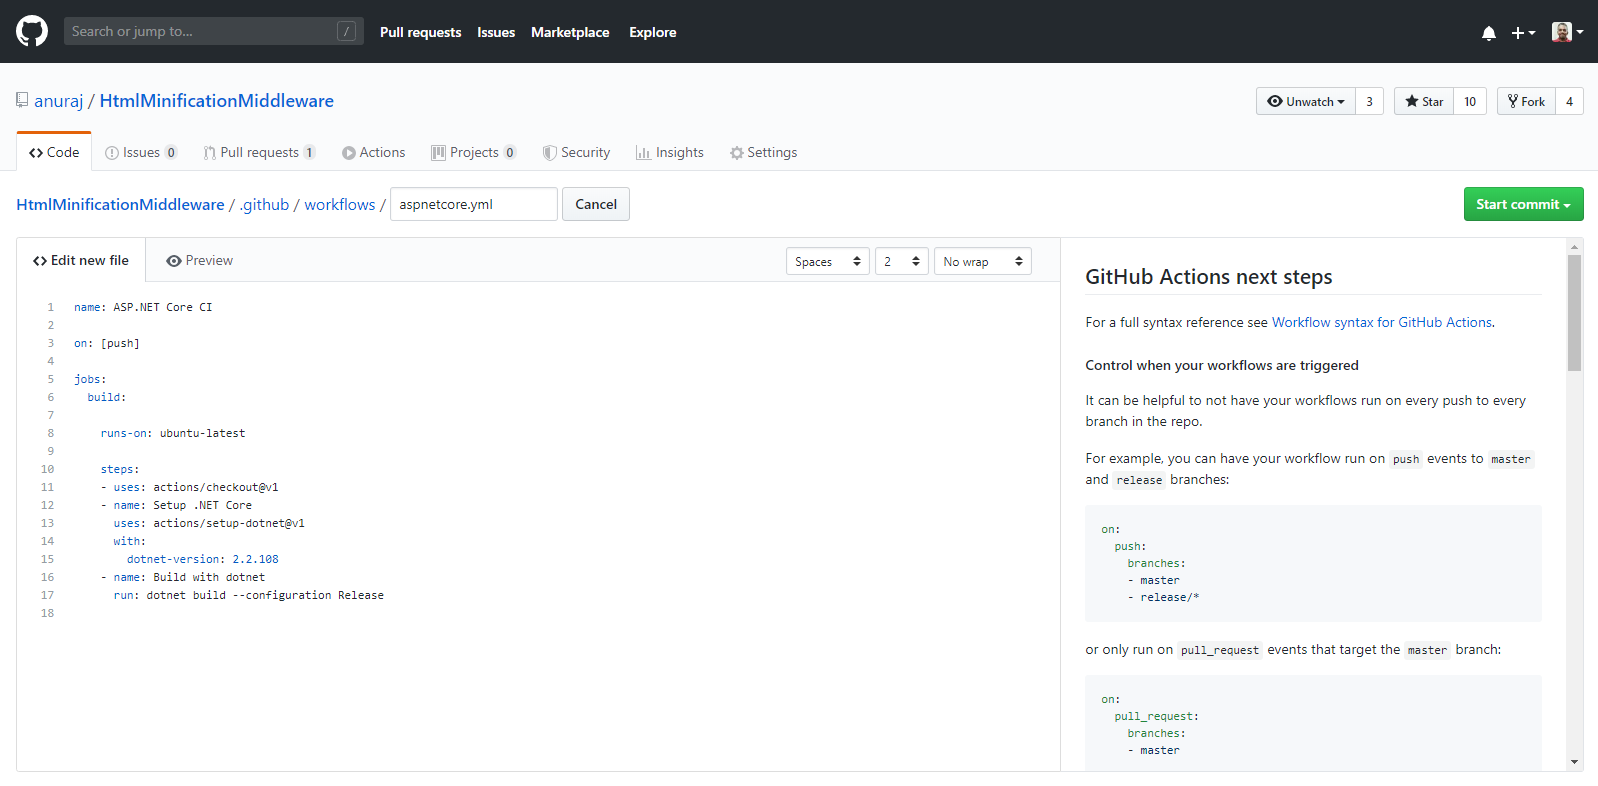 Search or jump to... /
Pull requests Issues Marketplace Explore
anuraj / HtmlMinificationMiddleware
Unwatch 3 Star 10 Fork 4
Code Issues 0 Pull requests 1 Actions Projects 0 Security Insights Settings
HtmlMinificationMiddleware / .github / workflows / aspnetcore.yml Cancel
Start commit
Edit new file Preview
Spaces 2 No wrap
1 name: ASP.NET Core CI
2
3 on: [push]
4
5 jobs:
6 build:
7
8 runs-on: ubuntu-latest
9
10 steps:
11 - uses: actions/checkout@v1
12 - name: Setup .NET Core
13 uses: actions/setup-dotnet@v1
14 with:
15 dotnet-version: 2.2.108
16 - name: Build with dotnet
17 run: dotnet build --configuration Release
18
GitHub Actions next steps
For a full syntax reference see Workflow syntax for GitHub Actions.
Control when your workflows are triggered
It can be helpful to not have your workflows run on every push to every
branch in the repo.
For example, you can have your workflow run on push events to master
and release branches:
on:
push:
branches:
- master
- release/*
or only run on pull_request events that target the master branch:
on:
pull_request:
branches:
- master